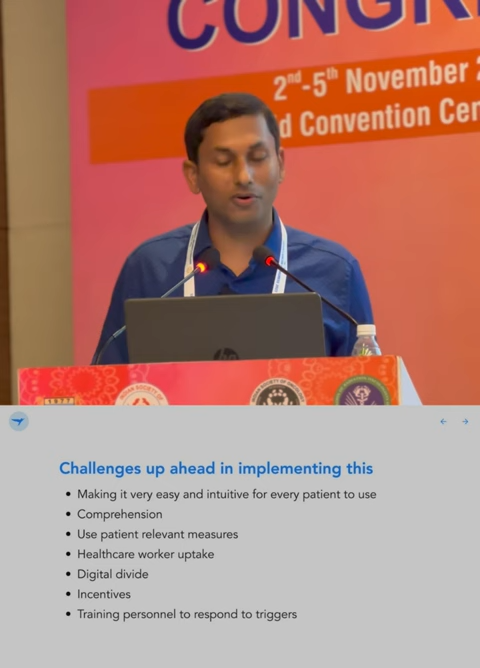 CONGR
2nd-5th November 2
d Convention Cen
hp
Challenges up ahead in implementing this
• Making it very easy and intuitive for every patient to use
• Comprehension
• Use patient relevant measures
• Healthcare worker uptake
• Digital divide
• Incentives
• Training personnel to respond to triggers